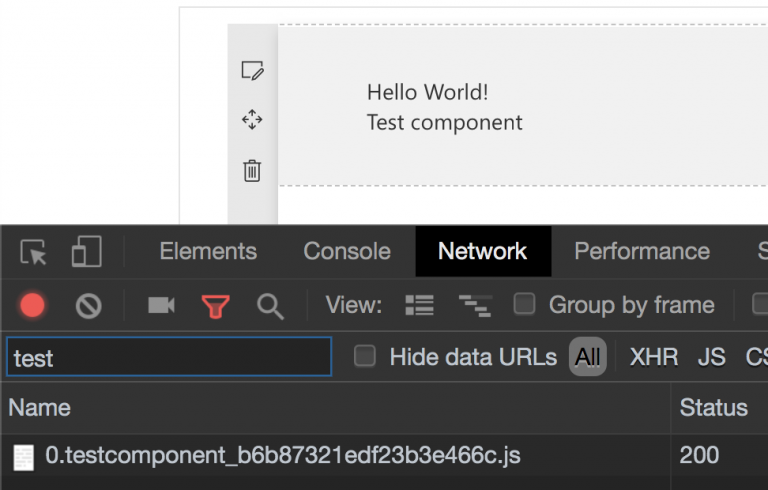 Hello World!
Test component
Elements Console Network Performance S
View: Group by frame
test Hide data URLs All XHR JS CS
Name Status
0.testcomponent_b6b87321edf23b3e466c.js 200